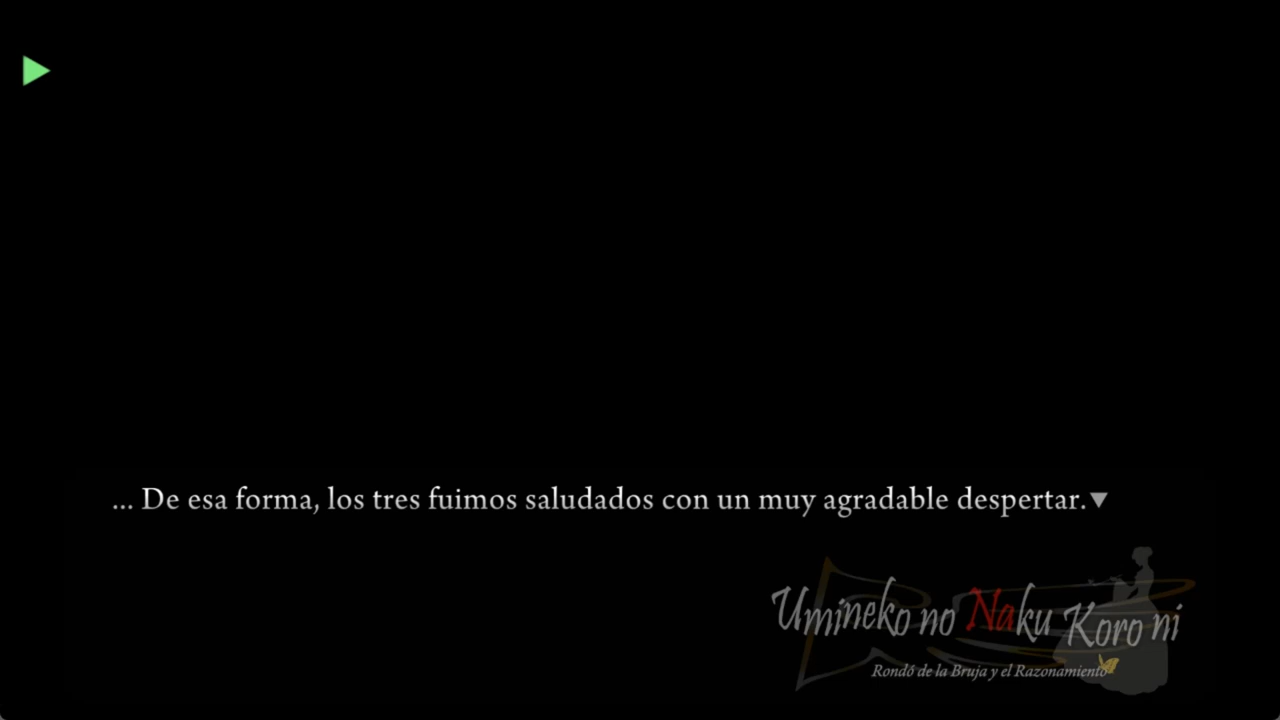 ... De esa forma, los tres fuimos saludados con un muy agradable despertar.
Umineko no Naku Koro ni
Rondó de la Bruja y el Razonamiento